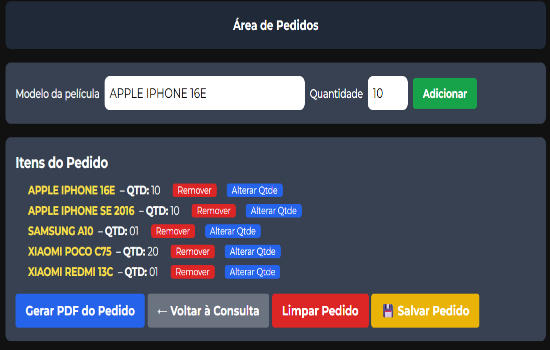 Área de Pedidos
Modelo da película APPLE IPHONE 16E Quantidade 10 Adicionar
Itens do Pedido
APPLE IPHONE 16E – QTD: 10 Remover Alterar Qtde
APPLE IPHONE SE 2016 – QTD: 10 Remover Alterar Qtde
SAMSUNG A10 – QTD: 01 Remover Alterar Qtde
XIAOMI POCO C75 – QTD: 20 Remover Alterar Qtde
XIAOMI REDMI 13C – QTD: 01 Remover Alterar Qtde
Gerar PDF do Pedido ← Voltar à Consulta Limpar Pedido 💾 Salvar Pedido